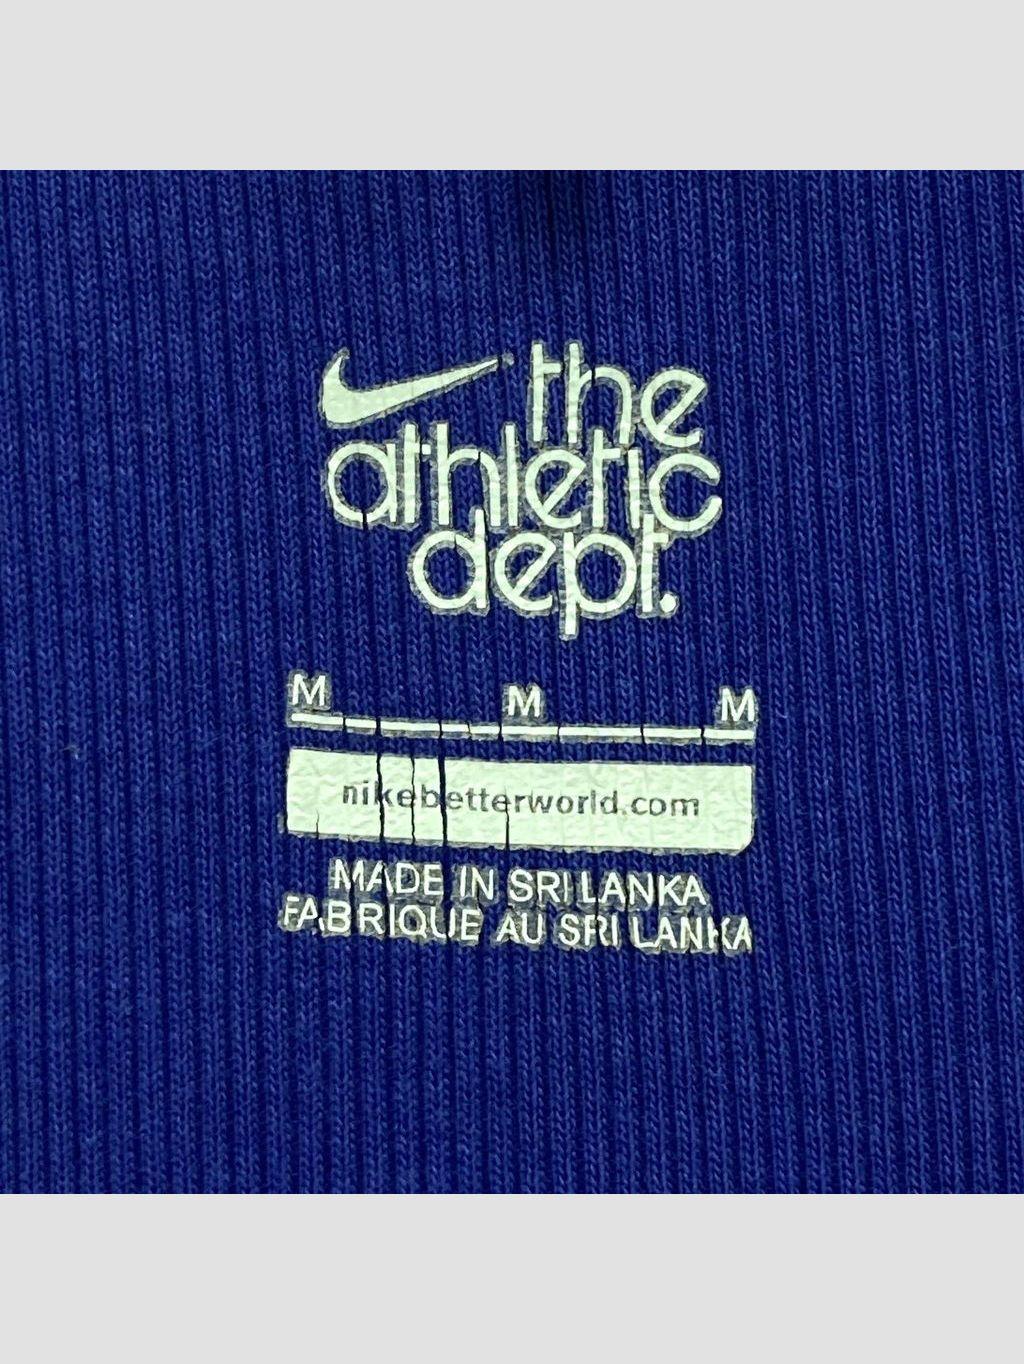 the
athletic
dept.
M M M
nikebetterworld.com
MADE IN SRI LANKA
FABRIQUE AU SRI LANKA